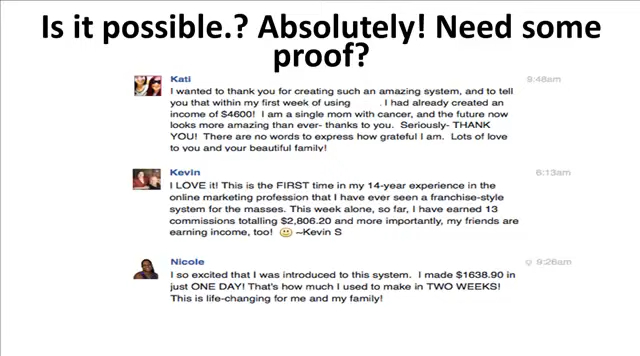 Is it possible.? Absolutely! Need some
proof?
Kati 9:48am
I wanted to thank you for creating such an amazing system, and to tell
you that within my first week of using . I had already created an
income of $4600! I am a single mom with cancer, and the future now
looks more amazing than ever- thanks to you. Seriously- THANK
YOU! There are no words to express how grateful I am. Lots of love
to you and your beautiful family!
Kevin 6:13am
I LOVE it! This is the FIRST time in my 14-year experience in the
online marketing profession that I have ever seen a franchise-style
system for the masses. This week alone, so far, I have earned 13
commissions totalling $2,806.20 and more importantly, my friends are
earning income, too! ~Kevin S
Nicole 9:26am
I so excited that I was introduced to this system. I made $1638.90 in
just ONE DAY! That's how much I used to make in TWO WEEKS!
This is life-changing for me and my family!